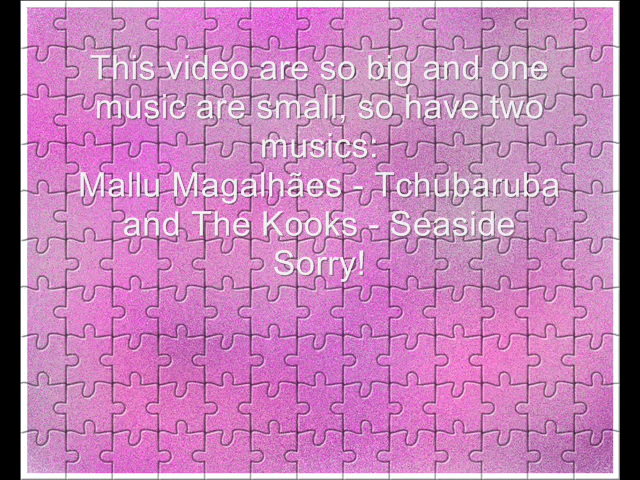 This video are so big and one
music are small, so have two
musics:
Mallu Magalhães - Tchubaruba
and The Kooks - Seaside
Sorry!